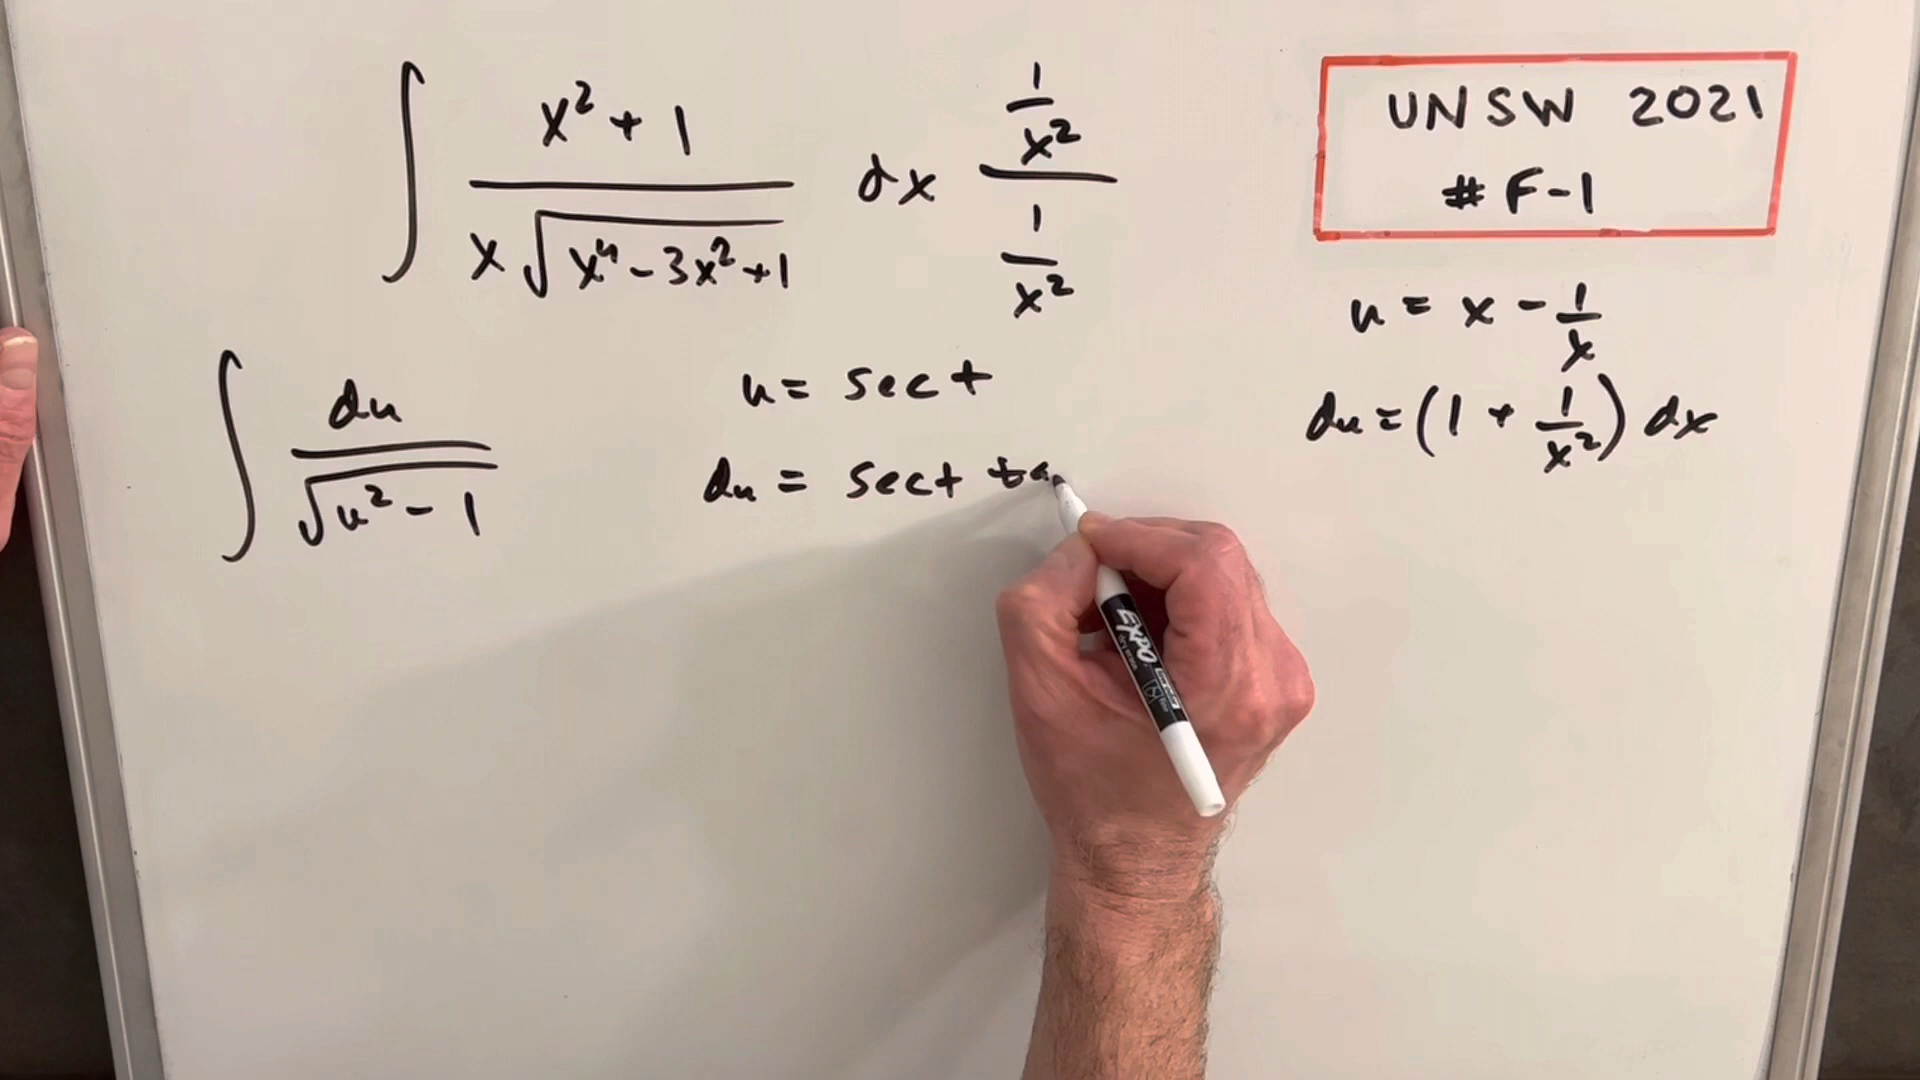 ∫ (x² + 1) / (x √(x⁴ - 3x² + 1)) dx (1/x²) / (1/x²)
UNSW 2021
# F-1
u = x - 1/x
du = (1 + 1/x²) dx
∫ du / √(u² - 1)
u = sec t
du = sec t ta
EXPO